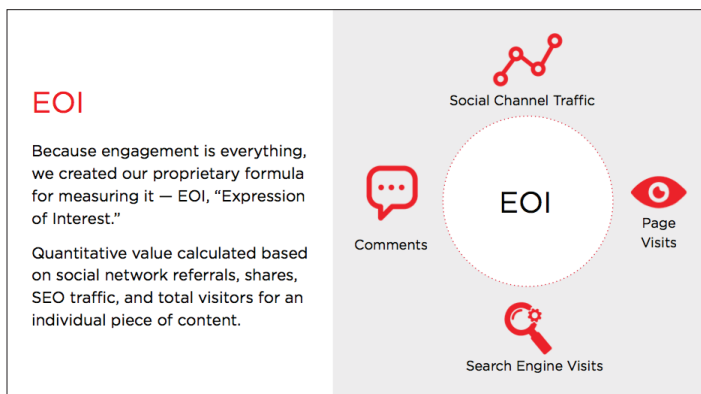 EOI
Because engagement is everything,
we created our proprietary formula
for measuring it — EOI, “Expression
of Interest.”
Quantitative value calculated based
on social network referrals, shares,
SEO traffic, and total visitors for an
individual piece of content.
Social Channel Traffic
Comments
EOI
Page
Visits
Search Engine Visits